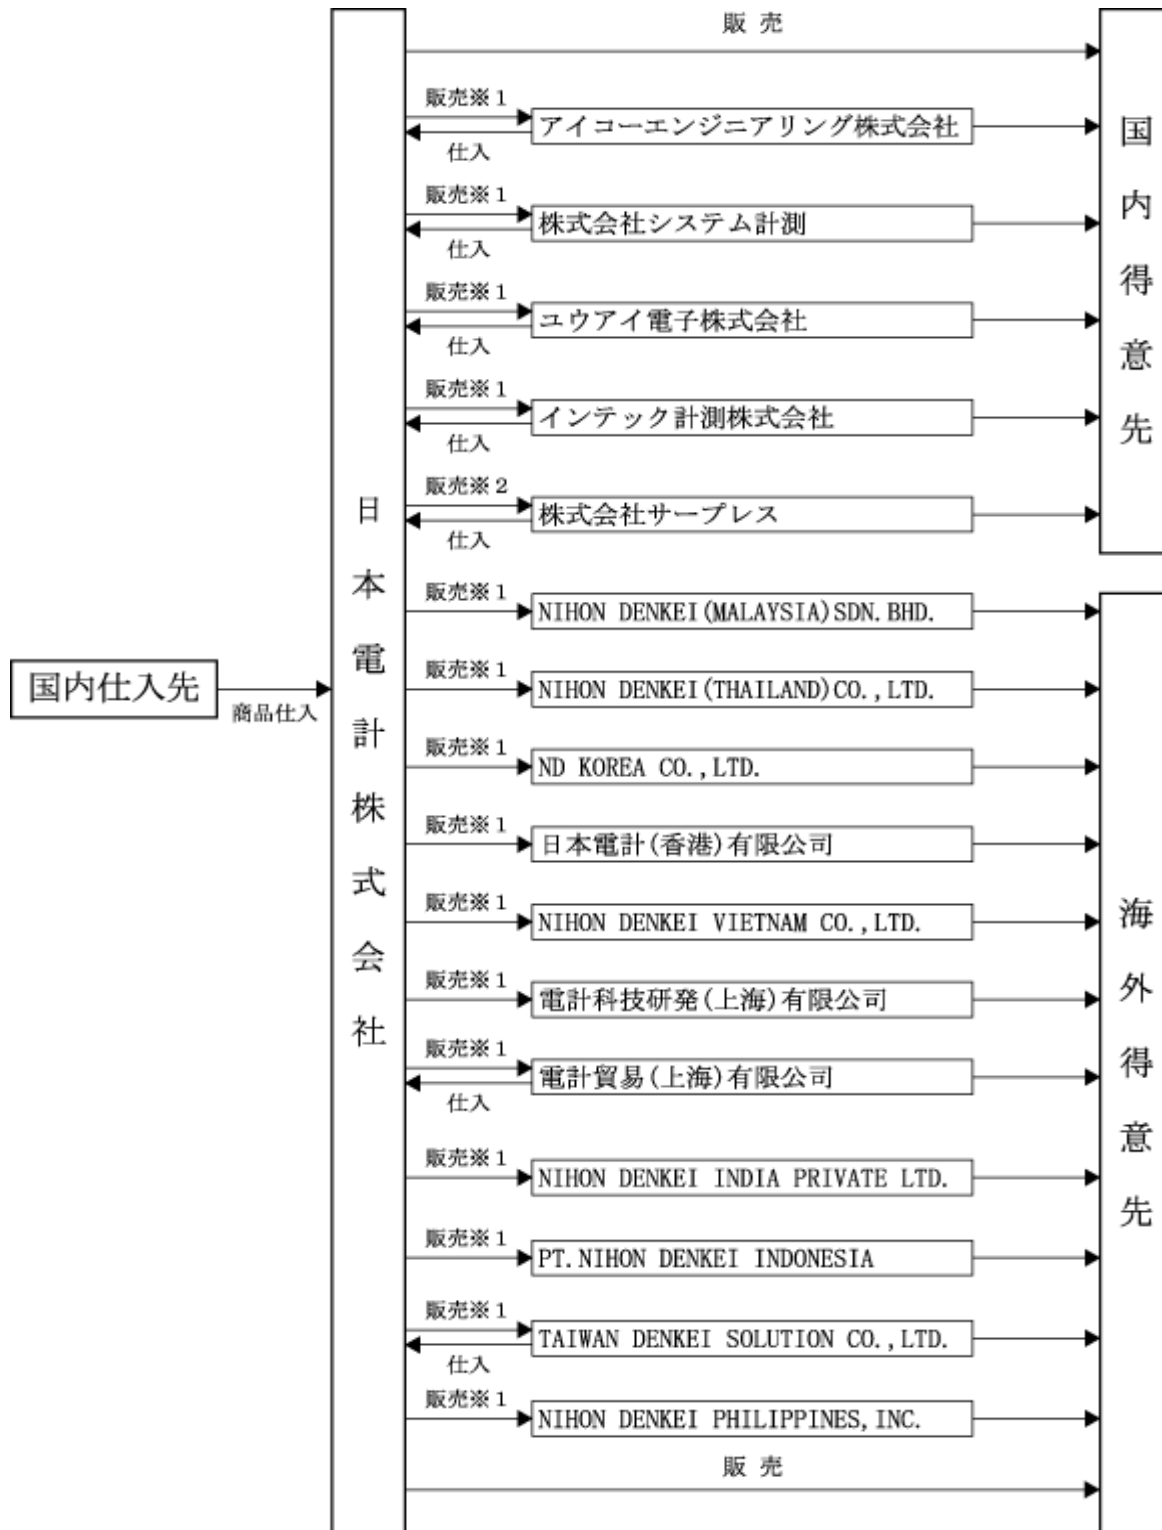 販 売
販売※1
アイコーエンジニアリング株式会社
仕入
販売※1
株式会社システム計測
仕入
販売※1
ユウアイ電子株式会社
仕入
販売※1
インテック計測株式会社
仕入
販売※2
株式会社サープレス
仕入
国内得意先
国内仕入先
商品仕入
日本電計株式会社
販売※1
NIHON DENKEI(MALAYSIA)SDN.BHD.
販売※1
NIHON DENKEI(THAILAND)CO.,LTD.
販売※1
ND KOREA CO.,LTD.
販売※1
日本電計(香港)有限公司
販売※1
NIHON DENKEI VIETNAM CO.,LTD.
販売※1
電計科技研発(上海)有限公司
販売※1
電計貿易(上海)有限公司
仕入
販売※1
NIHON DENKEI INDIA PRIVATE LTD.
販売※1
PT.NIHON DENKEI INDONESIA
販売※1
TAIWAN DENKEI SOLUTION CO.,LTD.
仕入
販売※1
NIHON DENKEI PHILIPPINES,INC.
販 売
海外得意先